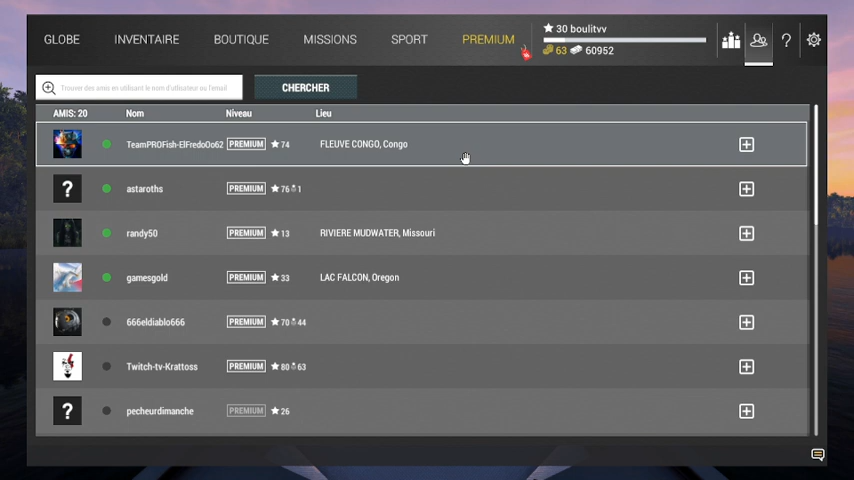 GLOBE INVENTAIRE BOUTIQUE MISSIONS SPORT PREMIUM
30 boulitvv
63 60952
Trouver des amis en utilisant le nom d'utilisateur ou l'email
CHERCHER
AMIS: 20 Nom Niveau Lieu
TeamPROFish-ElFredoOo62 PREMIUM 74 FLEUVE CONGO, Congo
? astaroths PREMIUM 76 1
randy50 PREMIUM 13 RIVIERE MUDWATER, Missouri
gamesgold PREMIUM 33 LAC FALCON, Oregon
666eldiablo666 PREMIUM 70 44
Twitch-tv-Krattoss PREMIUM 80 63
? pecheurdimanche PREMIUM 26